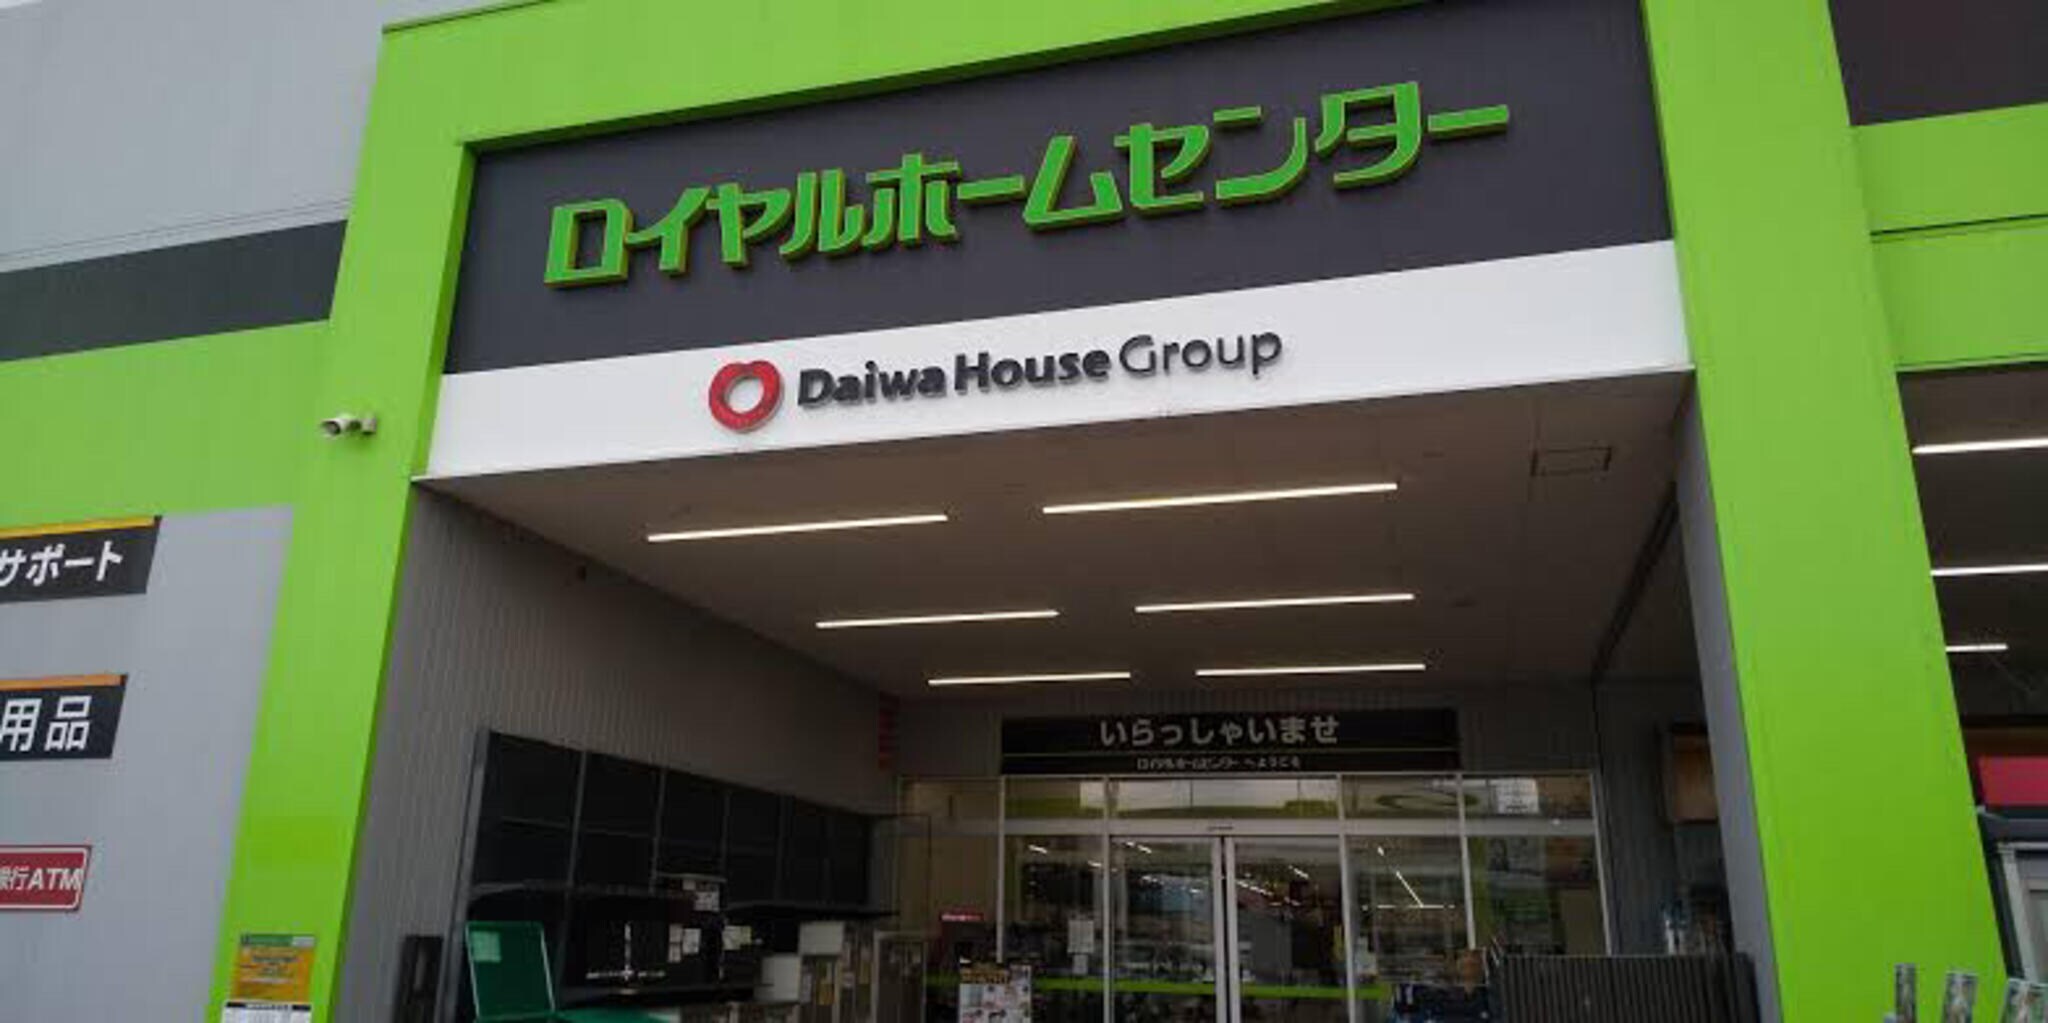 ロイヤルホームセンター
Daiwa House Group
サポート
用品
銀行ATM
いらっしゃいませ
ロイヤルホームセンターへようこそ